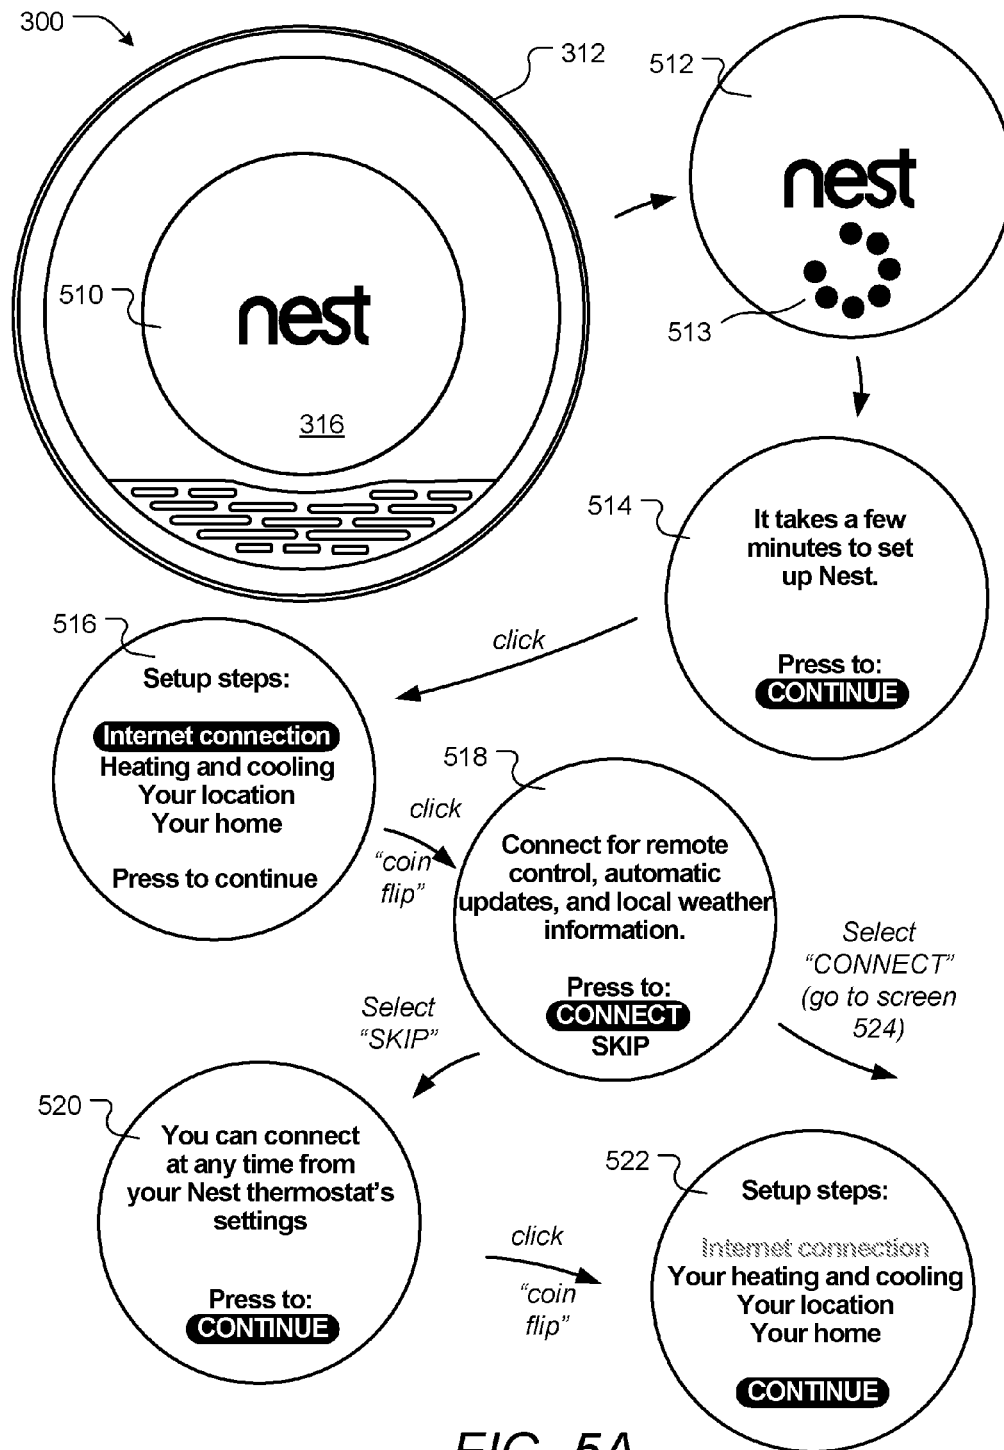 300
312
510
nest
316
512
nest
513
514
It takes a few
minutes to set
up Nest.
Press to:
CONTINUE
click
516
Setup steps:
Internet connection
Heating and cooling
Your location
Your home
Press to continue
click
“coin
flip”
518
Connect for remote
control, automatic
updates, and local weather
information.
Press to:
CONNECT
SKIP
Select
“SKIP”
Select
“CONNECT”
(go to screen
524)
520
You can connect
at any time from
your Nest thermostat's
settings
Press to:
CONTINUE
click
“coin
flip”
522
Setup steps:
Internet connection
Your heating and cooling
Your location
Your home
CONTINUE
FIG. 5A